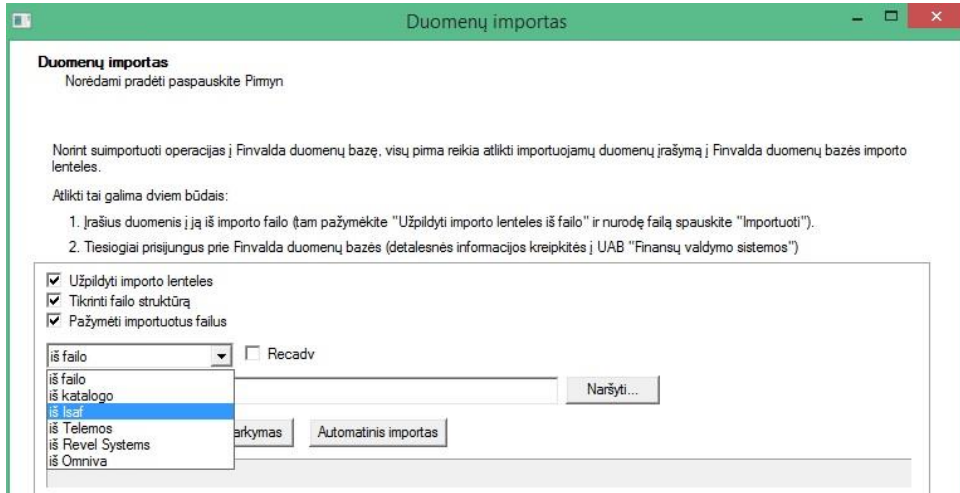 Duomenų importas
Duomenų importas
Norėdami pradėti paspauskite Pirmyn
Norint suimportuoti operacijas į Finvalda duomenų bazę, visų pirma reikia atlikti importuojamų duomenų įrašymą į Finvalda duomenų bazės importo
lenteles.
Atlikti tai galima dviem būdais:
1. Įrašius duomenis į ją iš importo failo (tam pažymėkite "Užpildyti importo lenteles iš failo" ir nurodę failą spauskite "Importuoti").
2. Tiesiogiai prisijungus prie Finvalda duomenų bazės (detalesnės informacijos kreipkitės į UAB "Finansų valdymo sistemos")
Užpildyti importo lenteles
Tikrinti failo struktūrą
Pažymėti importuotus failus
iš failo Recadv
iš failo
iš katalogo Naršyti...
iš Isaf
iš Telemos arkymas Automatinis importas
iš Revel Systems
iš Omniva